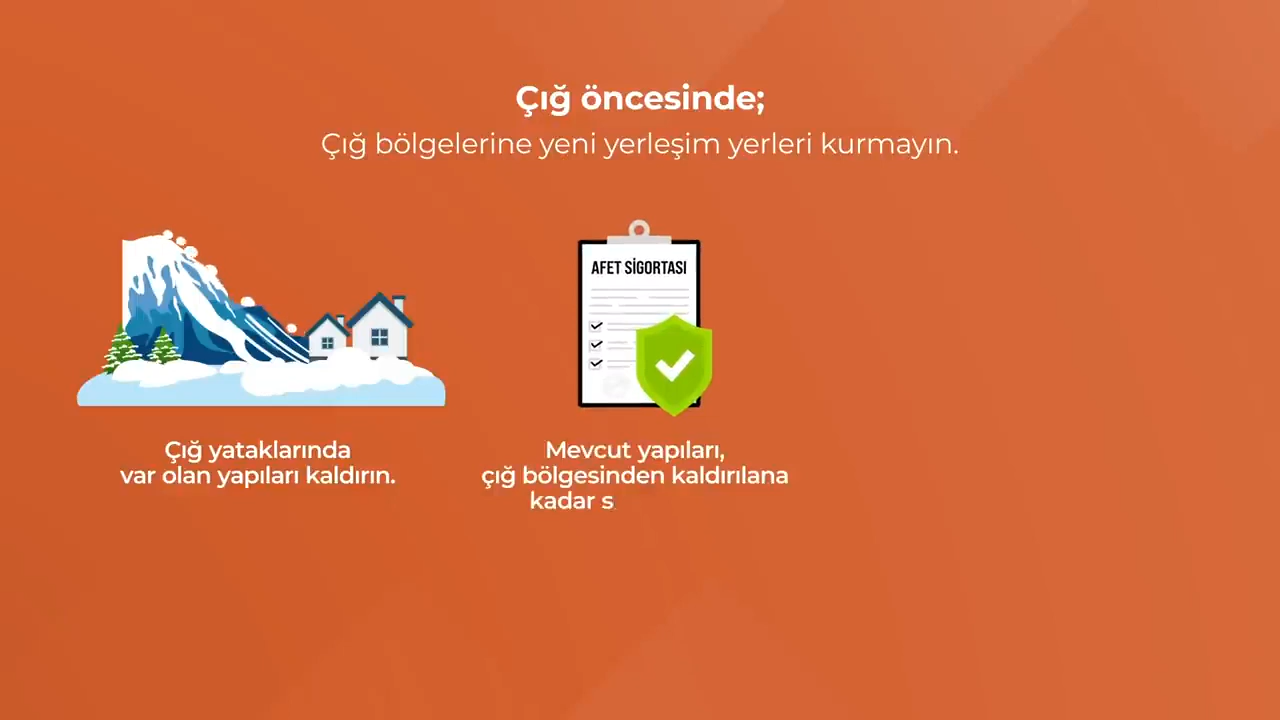 Çığ öncesinde;
Çığ bölgelerine yeni yerleşim yerleri kurmayın.
AFET SİGORTASI
Çığ yataklarında
var olan yapıları kaldırın.
Mevcut yapıları,
çığ bölgesinden kaldırılana
kadar s